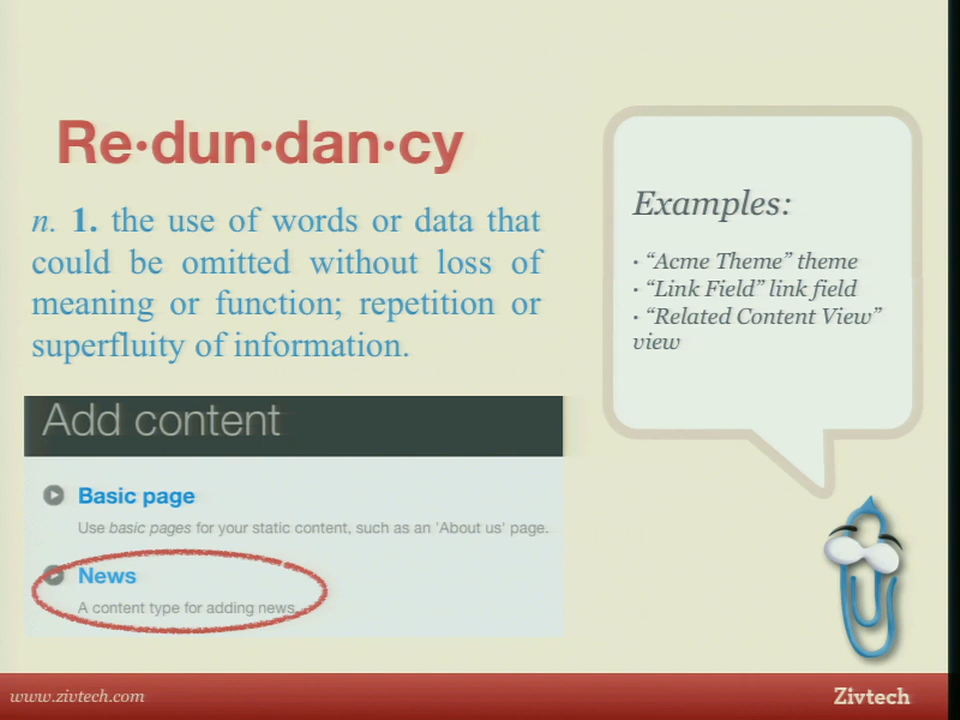 Re·dun·dan·cy
n. 1. the use of words or data that
could be omitted without loss of
meaning or function; repetition or
superfluity of information.
Examples:
• “Acme Theme” theme
• “Link Field” link field
• “Related Content View”
view
Add content
Basic page
Use basic pages for your static content, such as an 'About us' page.
News
A content type for adding news.
www.zivtech.com
Zivtech